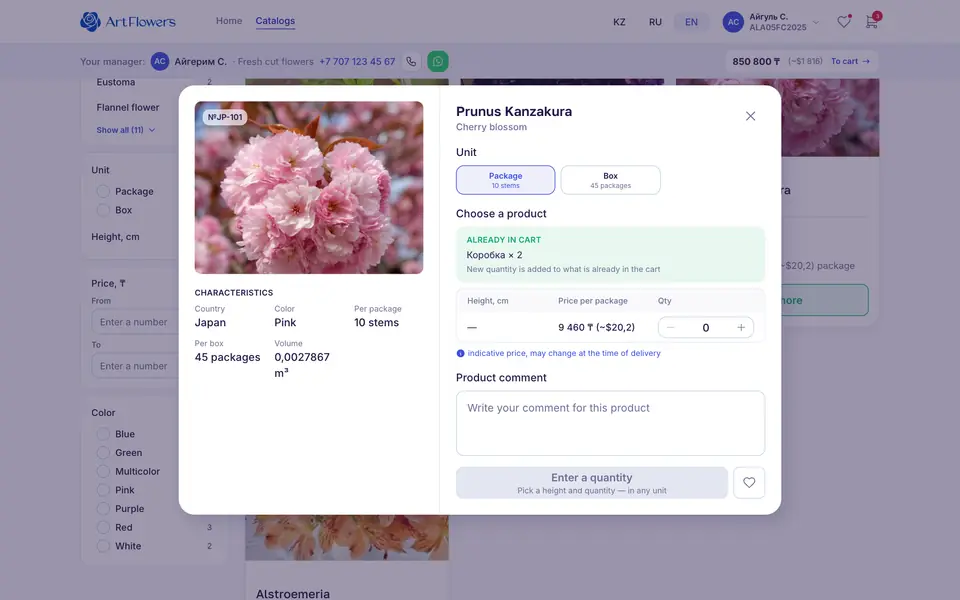 ArtFlowers
Home
Catalogs
KZ
RU
EN
AC
Айгуль С.
ALA05FC2025
3
Your manager:
AC
Айгерим С.
· Fresh cut flowers
+7 707 123 45 67
850 800 ₸
(~$1 816)
To cart →
Eustoma
2
Flannel flower
Show all (11)
Unit
Package
Box
Height, cm
Price, ₸
From
Enter a number
To
Enter a number
Color
Blue
Green
Multicolor
Pink
Purple
Red
3
White
2
№JP-101
CHARACTERISTICS
Country
Color
Per package
Japan
Pink
10 stems
Per box
Volume
45 packages
0,0027867
m³
Prunus Kanzakura
Cherry blossom
Unit
Package
10 stems
Box
45 packages
Choose a product
ALREADY IN CART
Коробка × 2
New quantity is added to what is already in the cart
Height, cm
Price per package
Qty
—
9 460 ₸ (~$20,2)
0
indicative price, may change at the time of delivery
Product comment
Write your comment for this product
Enter a quantity
Pick a height and quantity — in any unit
~$20,2) package
Alstroemeria